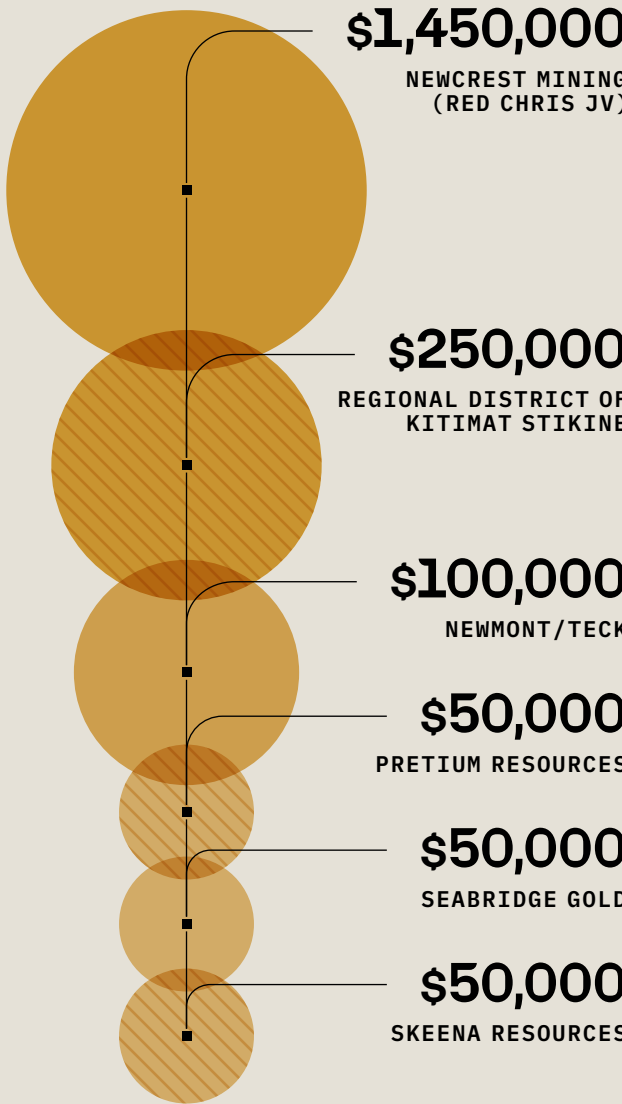 $1,450,000
NEWCREST MINING
(RED CHRIS JV)
$250,000
REGIONAL DISTRICT OF
KITIMAT STIKINE
$100,000
NEWMONT/TECK
$50,000
PRETIUM RESOURCES
$50,000
SEABRIDGE GOLD
$50,000
SKEENA RESOURCES